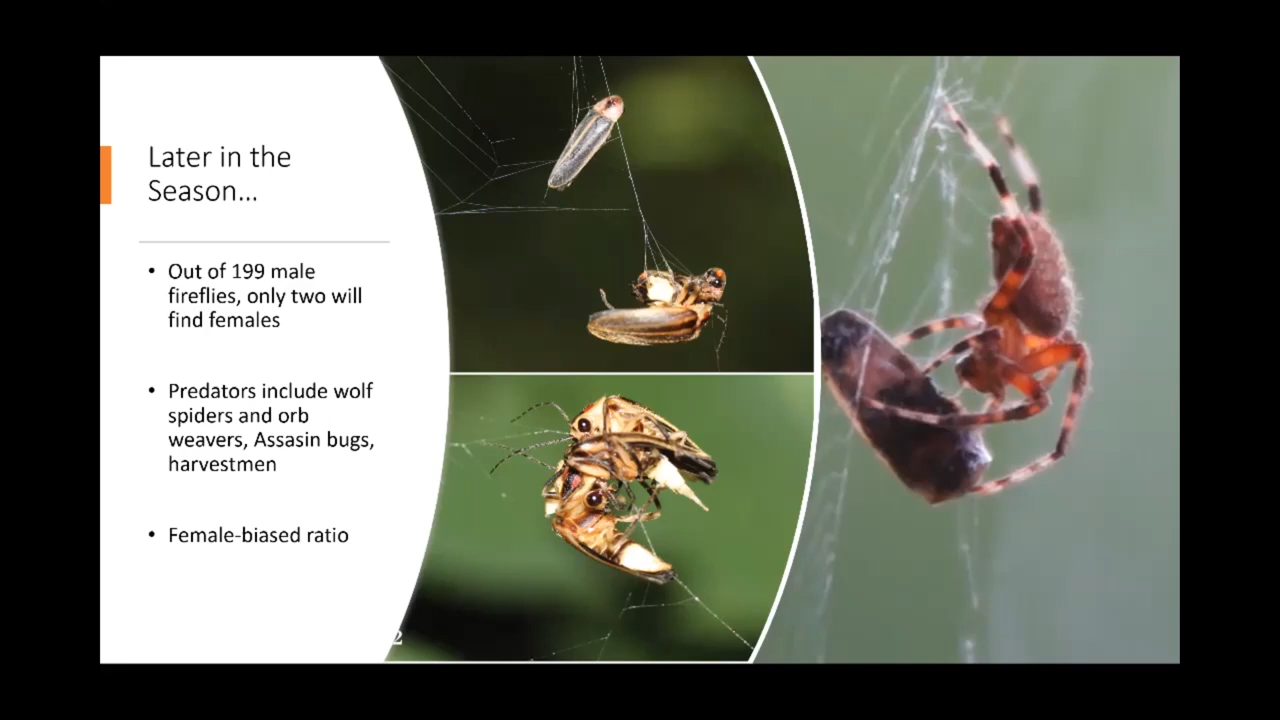 Later in the
Season...
• Out of 199 male
fireflies, only two will
find females
• Predators include wolf
spiders and orb
weavers, Assasin bugs,
harvestmen
• Female-biased ratio
2